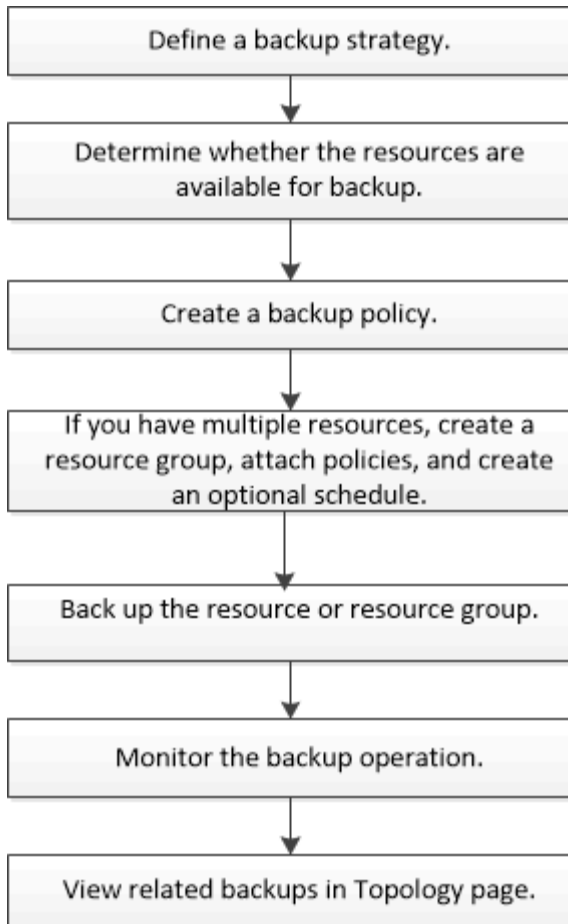 Define a backup strategy.
Determine whether the resources are
available for backup.
Create a backup policy.
If you have multiple resources, create a
resource group, attach policies, and create
an optional schedule.
Back up the resource or resource group.
Monitor the backup operation.
View related backups in Topology page.